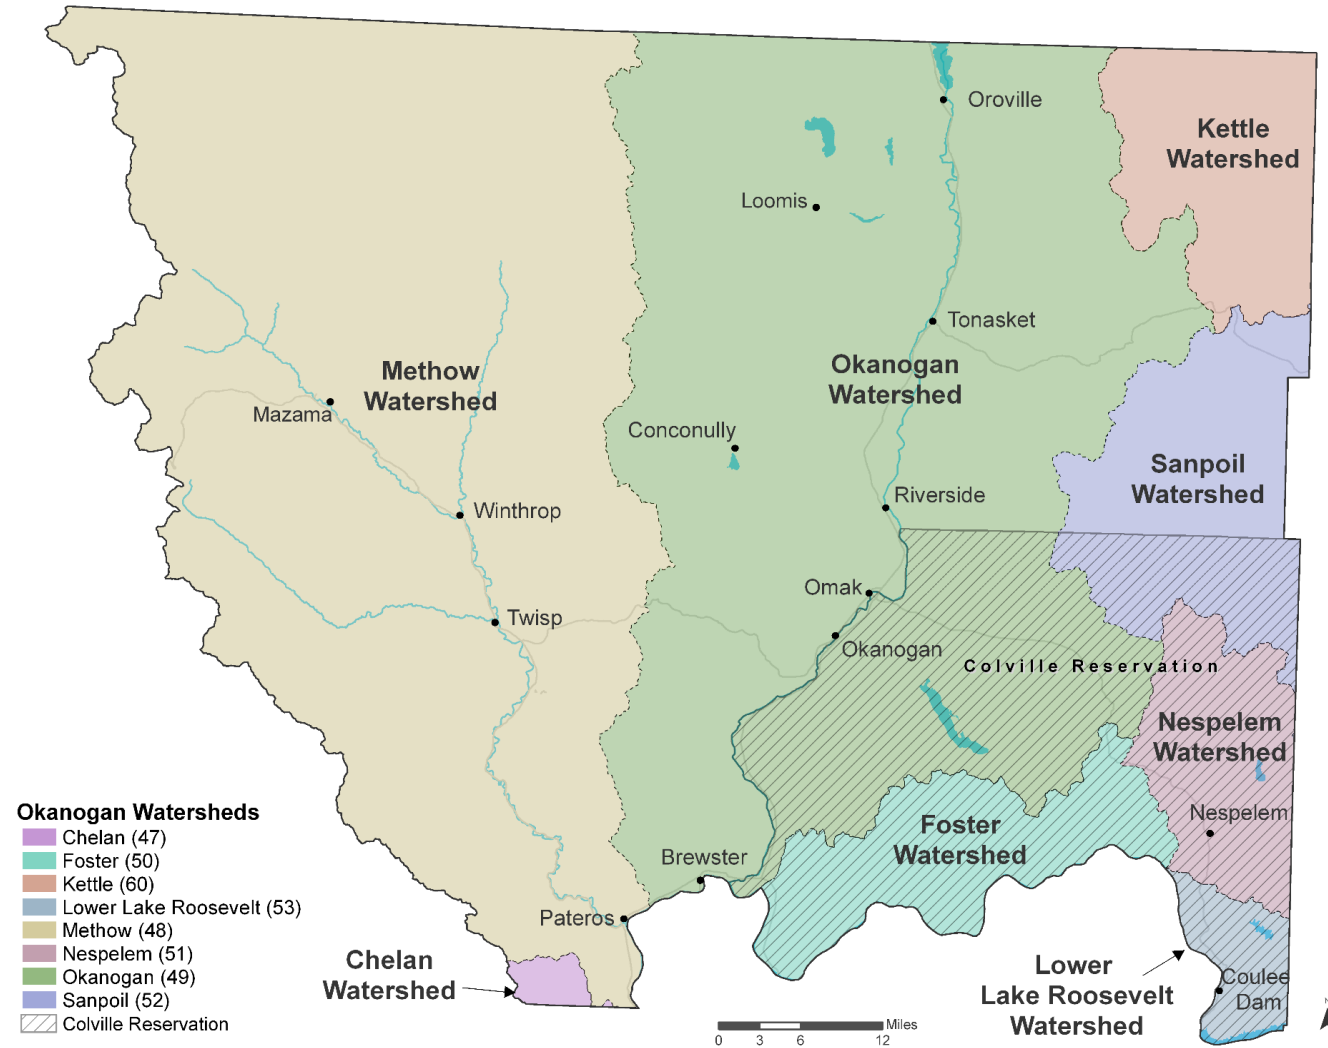 Oroville
Kettle
Watershed
Loomis
Tonasket
Okanogan
Watershed
Methow
Watershed
Mazama
Conconully
Sanpoil
Watershed
Riverside
Winthrop
Omak
Twisp
Okanogan
Colville Reservation
Nespelem
Watershed
Nespelem
Foster
Watershed
Brewster
Pateros
Chelan
Watershed
Lower
Lake Roosevelt
Watershed
Coulee
Dam
Okanogan Watersheds
Chelan (47)
Foster (50)
Kettle (60)
Lower Lake Roosevelt (53)
Methow (48)
Nespelem (51)
Okanogan (49)
Sanpoil (52)
Colville Reservation
Miles
0 3 6 12